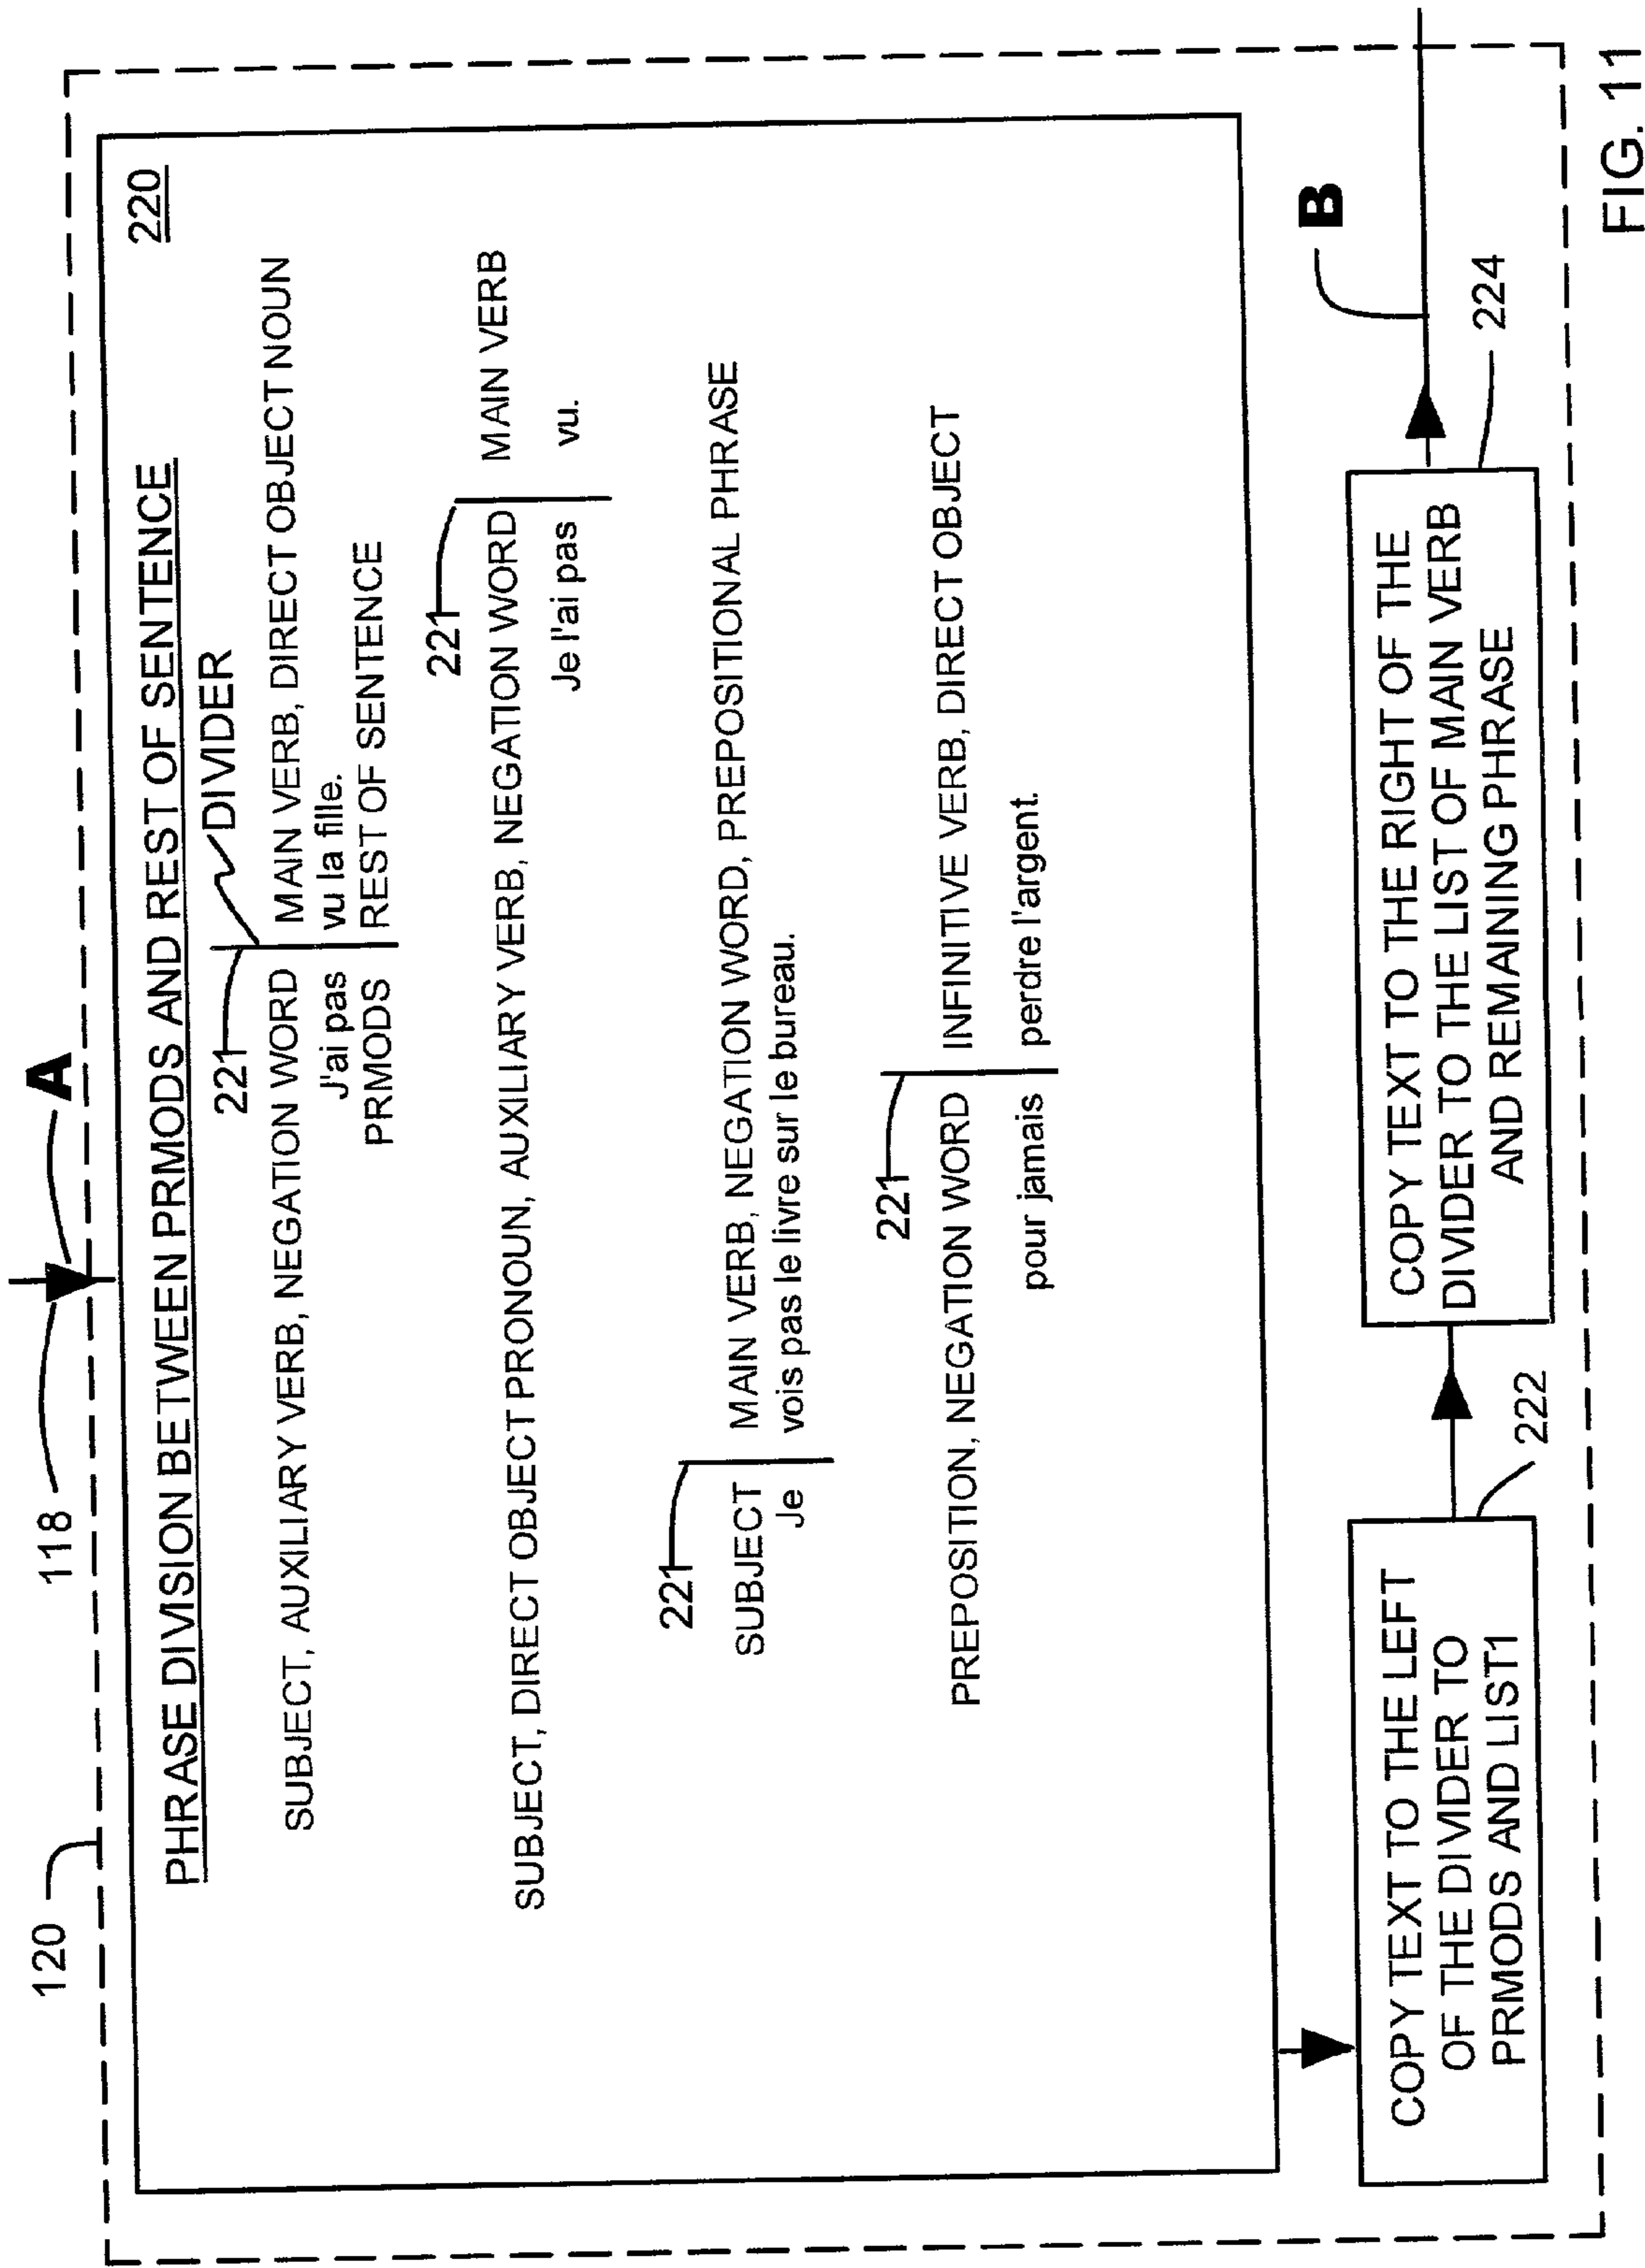 118 A
120
PHRASE DIVISION BETWEEN PRMODS AND REST OF SENTENCE 220
221 DIVIDER
SUBJECT, AUXILIARY VERB, NEGATION WORD MAIN VERB, DIRECT OBJECT NOUN
J'ai pas vu la fille.
PRMODS REST OF SENTENCE
221
SUBJECT, DIRECT OBJECT PRONOUN, AUXILIARY VERB, NEGATION WORD MAIN VERB
Je l'ai pas vu.
221
SUBJECT MAIN VERB, NEGATION WORD, PREPOSITIONAL PHRASE
Je vois pas le livre sur le bureau.
221
PREPOSITION, NEGATION WORD INFINITIVE VERB, DIRECT OBJECT
pour jamais perdre l'argent.
COPY TEXT TO THE LEFT
OF THE DIVIDER TO
PRMODS AND LIST1
222
COPY TEXT TO THE RIGHT OF THE
DIVIDER TO THE LIST OF MAIN VERB
AND REMAINING PHRASE
224
B
FIG. 11